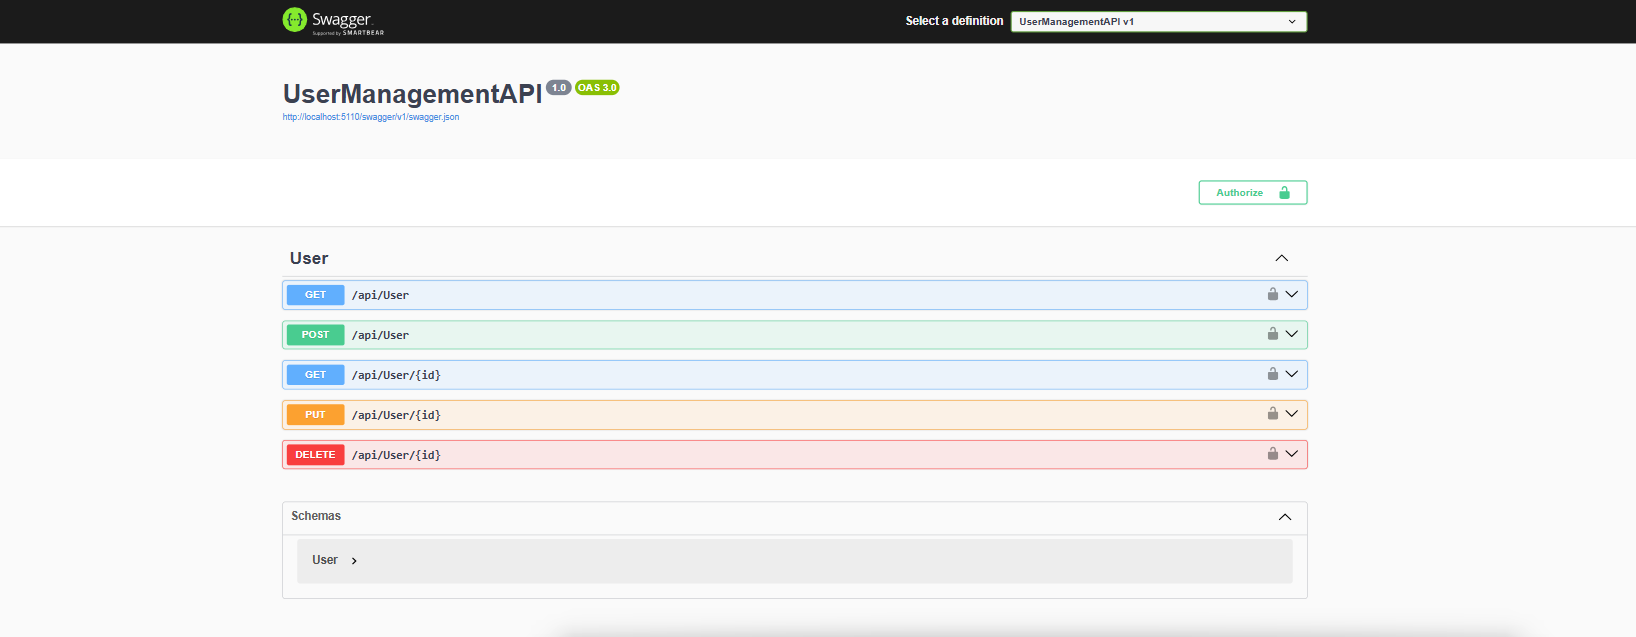 {···} Swagger.
Supported by SMARTBEAR
Select a definition
UserManagementAPI v1
UserManagementAPI 1.0 OAS 3.0
http://localhost:5110/swagger/v1/swagger.json
Authorize
User
GET /api/User
POST /api/User
GET /api/User/{id}
PUT /api/User/{id}
DELETE /api/User/{id}
Schemas
User